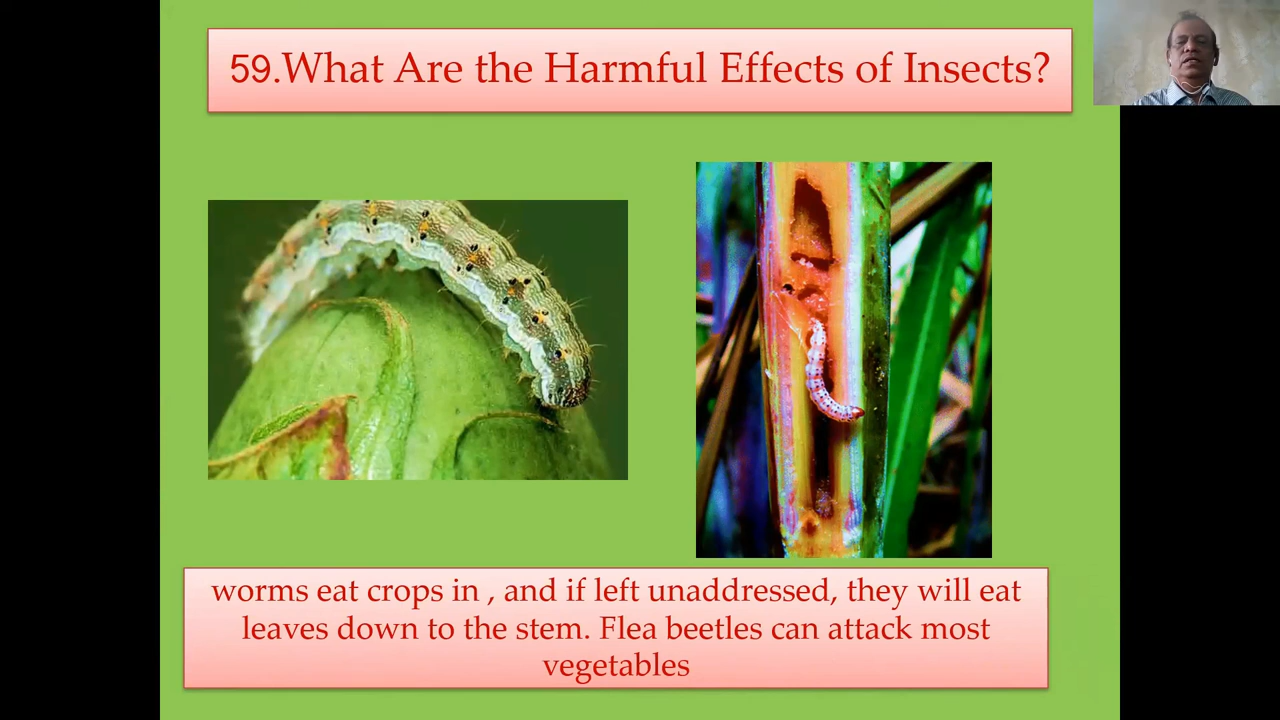 59.What Are the Harmful Effects of Insects?
worms eat crops in , and if left unaddressed, they will eat
leaves down to the stem. Flea beetles can attack most
vegetables